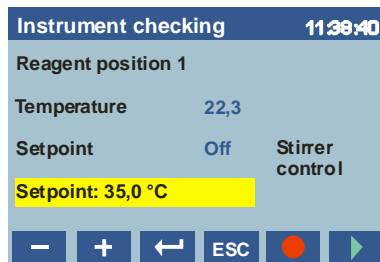 Instrument checking 11:38:40
Reagent position 1
Temperature 22,3
Setpoint Off Stirrer control
Setpoint: 35,0 °C
− + ESC